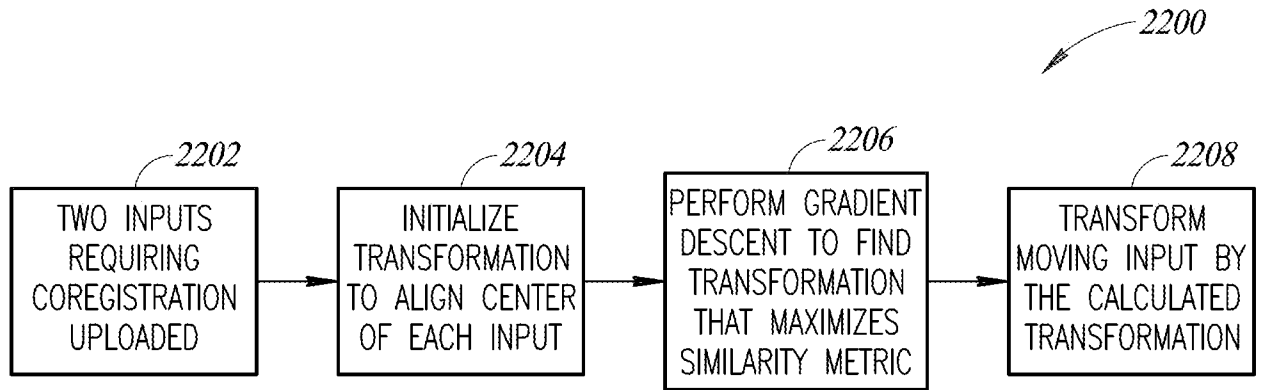 2200
2202
TWO INPUTS
REQUIRING
COREGISTRATION
UPLOADED
2204
INITIALIZE
TRANSFORMATION
TO ALIGN CENTER
OF EACH INPUT
2206
PERFORM GRADIENT
DESCENT TO FIND
TRANSFORMATION
THAT MAXIMIZES
SIMILARITY METRIC
2208
TRANSFORM
MOVING INPUT BY
THE CALCULATED
TRANSFORMATION